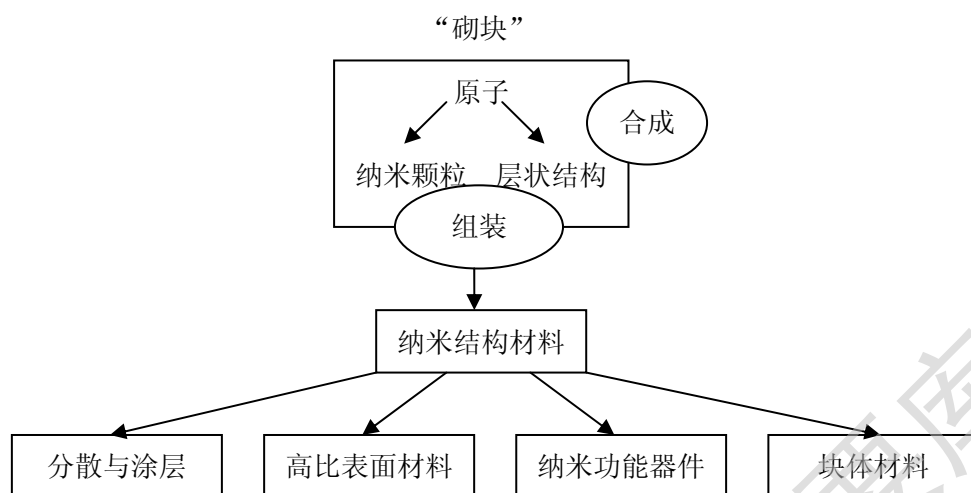 “砌块”
原子
合成
纳米颗粒 层状结构
组装
纳米结构材料
分散与涂层 高比表面材料 纳米功能器件 块体材料